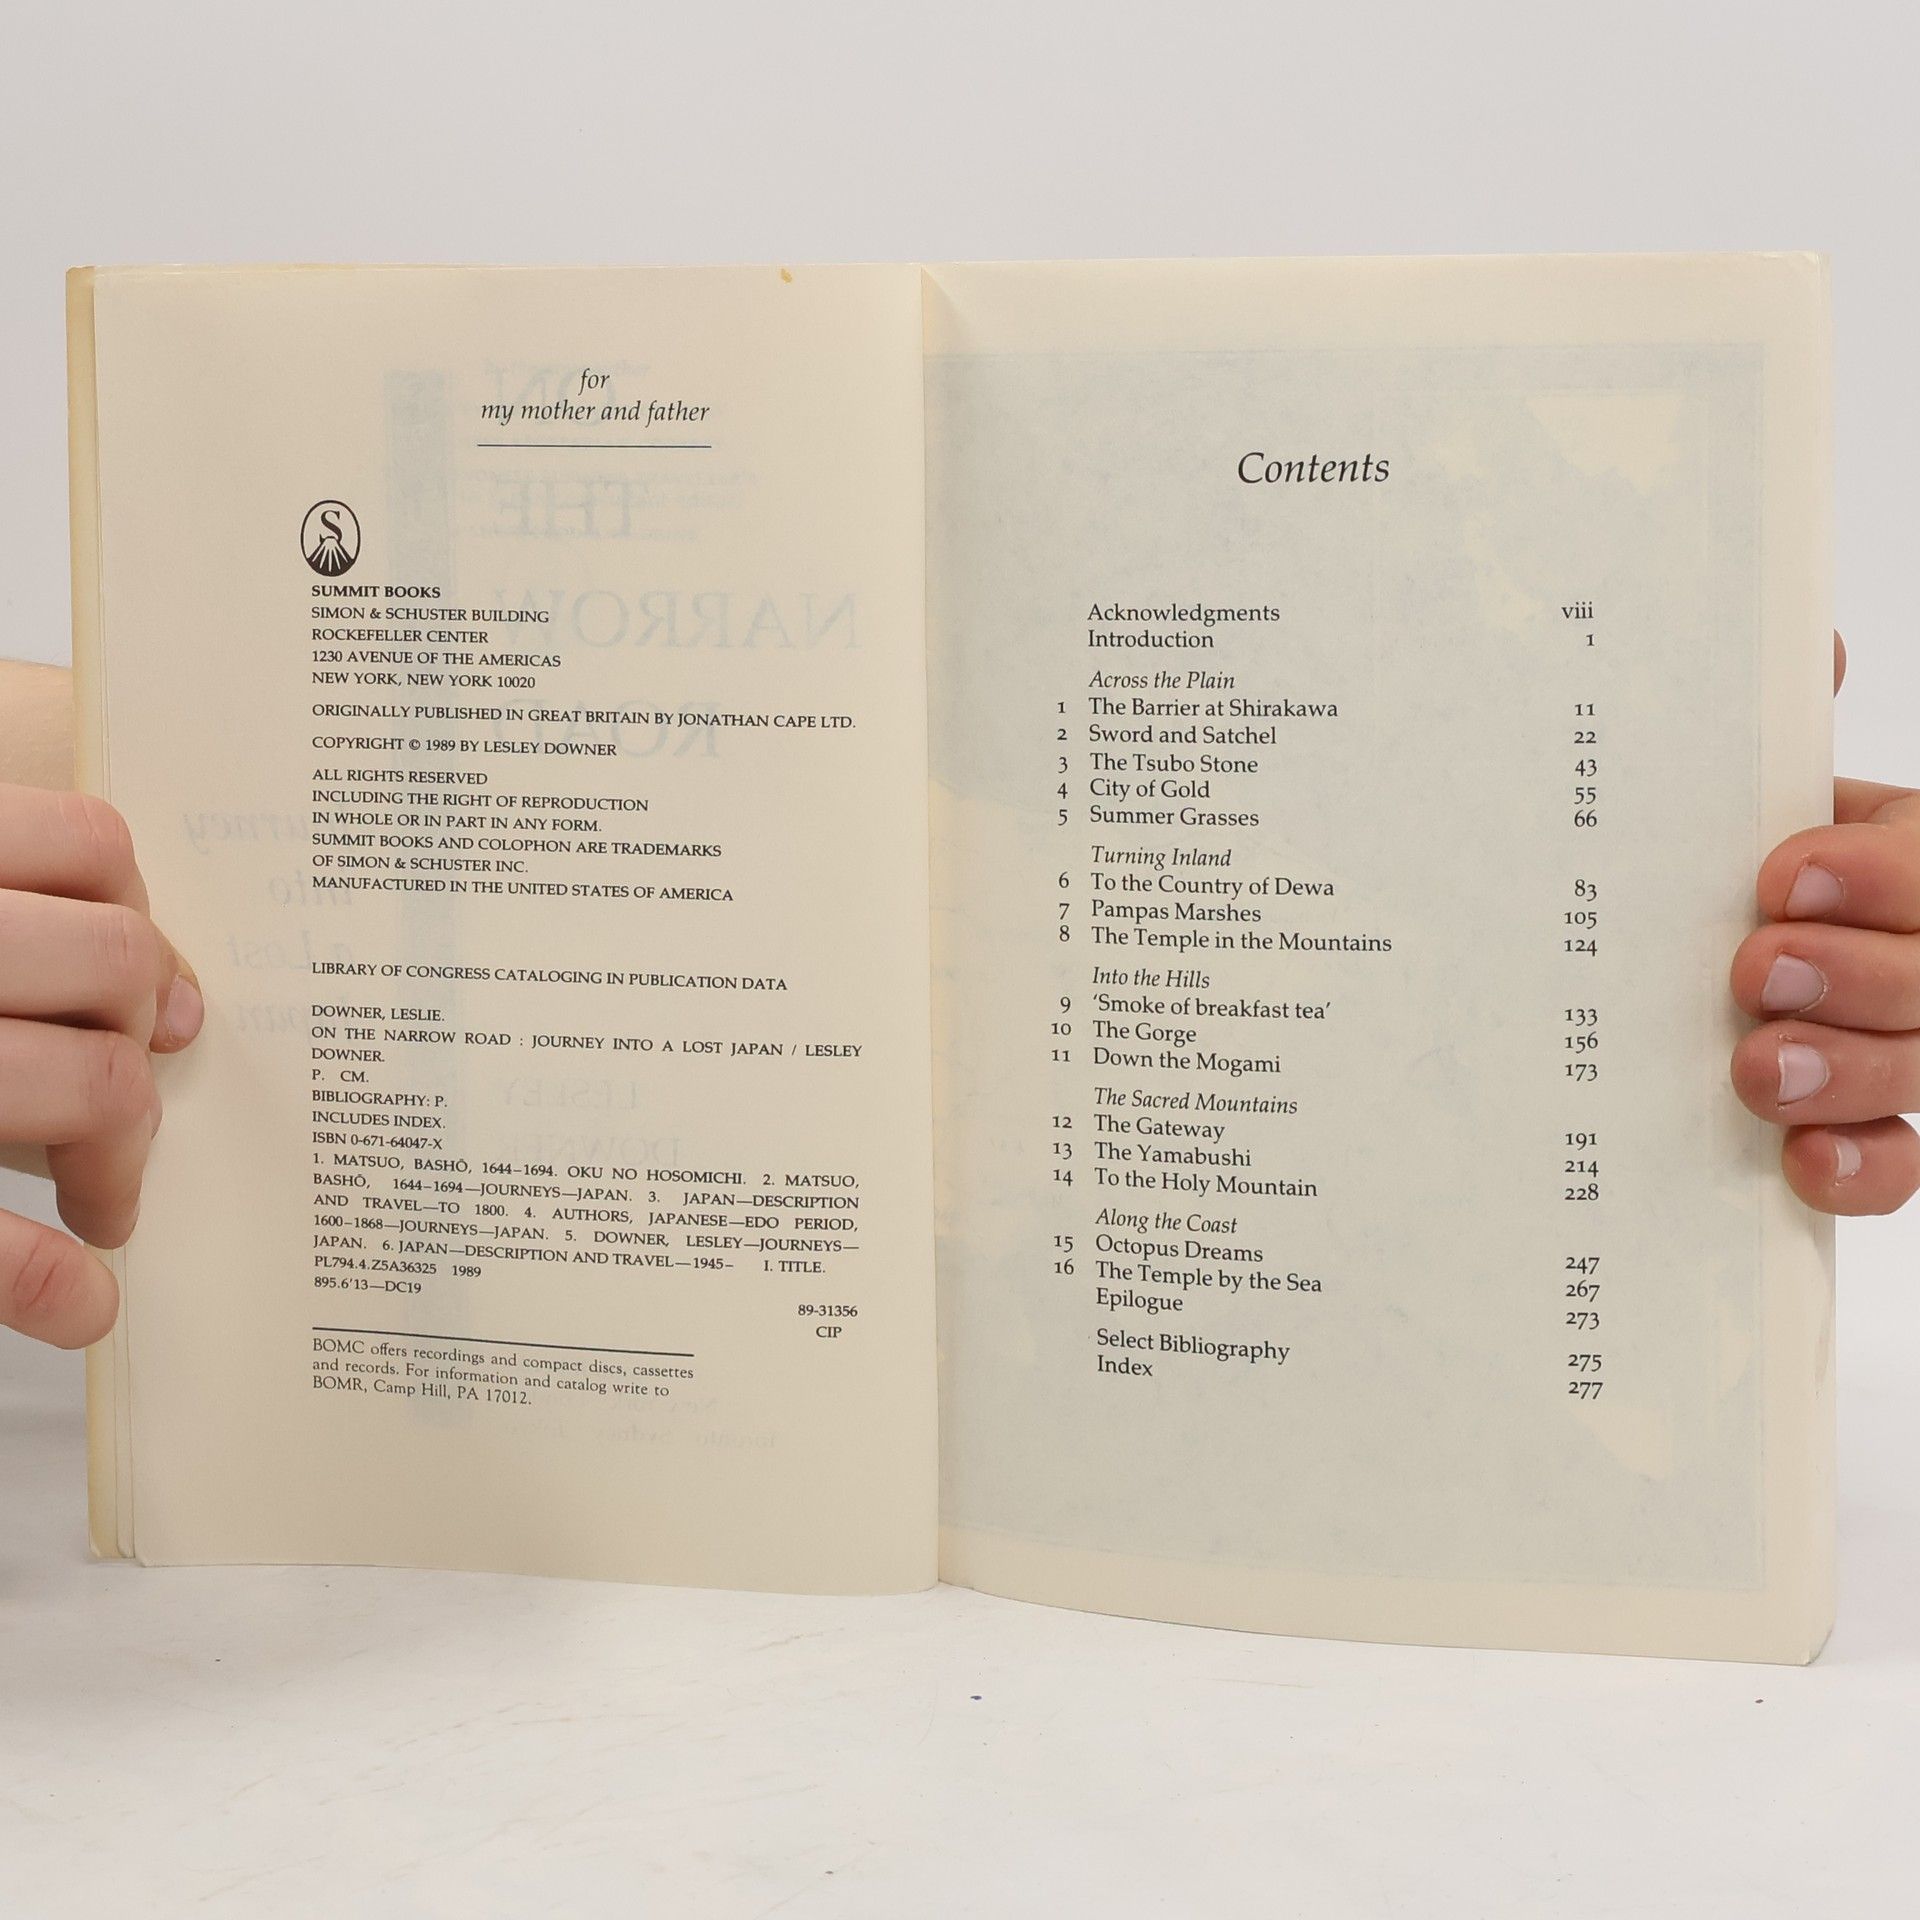 for
my mother and father
S
SUMMIT BOOKS
SIMON & SCHUSTER BUILDING
ROCKEFELLER CENTER
1230 AVENUE OF THE AMERICAS
NEW YORK, NEW YORK 10020
ORIGINALLY PUBLISHED IN GREAT BRITAIN BY JONATHAN CAPE LTD.
COPYRIGHT © 1989 BY LESLEY DOWNER
ALL RIGHTS RESERVED
INCLUDING THE RIGHT OF REPRODUCTION
IN WHOLE OR IN PART IN ANY FORM.
SUMMIT BOOKS AND COLOPHON ARE TRADEMARKS
OF SIMON & SCHUSTER INC.
MANUFACTURED IN THE UNITED STATES OF AMERICA
LIBRARY OF CONGRESS CATALOGING IN PUBLICATION DATA
DOWNER, LESLIE.
ON THE NARROW ROAD : JOURNEY INTO A LOST JAPAN / LESLEY
DOWNER.
P. CM.
BIBLIOGRAPHY: P.
INCLUDES INDEX.
ISBN 0-671-64047-X
1. MATSUO, BASHŌ, 1644–1694. OKU NO HOSOMICHI. 2. MATSUO,
BASHŌ, 1644–1694—JOURNEYS—JAPAN. 3. JAPAN—DESCRIPTION
AND TRAVEL—TO 1800. 4. AUTHORS, JAPANESE—EDO PERIOD,
1600–1868—JOURNEYS—JAPAN. 5. DOWNER, LESLEY—JOURNEYS—
JAPAN. 6. JAPAN—DESCRIPTION AND TRAVEL—1945– I. TITLE.
PL794.4.Z5A36325 1989
895.6'13—DC19
89-31356
CIP
BOMC offers recordings and compact discs, cassettes
and records. For information and catalog write to
BOMR, Camp Hill, PA 17012.
Contents
Acknowledgments viii
Introduction 1
Across the Plain
1 The Barrier at Shirakawa 11
2 Sword and Satchel 22
3 The Tsubo Stone 43
4 City of Gold 55
5 Summer Grasses 66
Turning Inland
6 To the Country of Dewa 83
7 Pampas Marshes 105
8 The Temple in the Mountains 124
Into the Hills
9 ‘Smoke of breakfast tea’ 133
10 The Gorge 156
11 Down the Mogami 173
The Sacred Mountains
12 The Gateway 191
13 The Yamabushi 214
14 To the Holy Mountain 228
Along the Coast
15 Octopus Dreams 247
16 The Temple by the Sea 267
Epilogue 273
Select Bibliography 275
Index 277